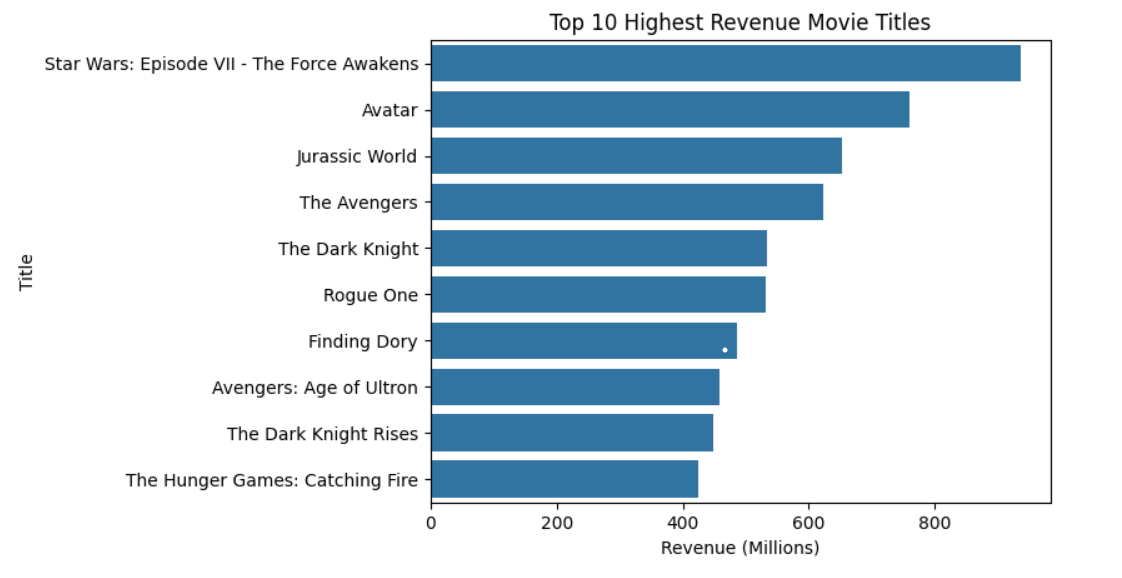 Top 10 Highest Revenue Movie Titles
Star Wars: Episode VII - The Force Awakens
Avatar
Jurassic World
The Avengers
The Dark Knight
Rogue One
Finding Dory
Avengers: Age of Ultron
The Dark Knight Rises
The Hunger Games: Catching Fire
Title
0 200 400 600 800
Revenue (Millions)